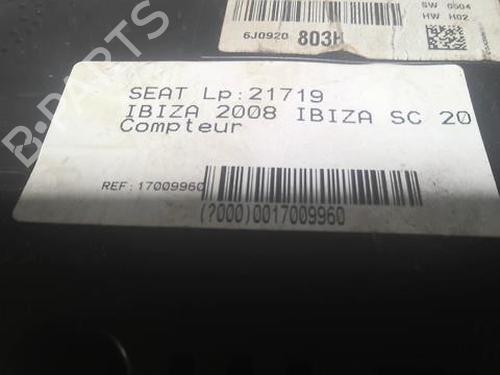 SW 0504
HW H02
6J0920 803H
SEAT Lp:21719
IBIZA 2008 IBIZA SC 20
Compteur
REF:17009960
(?000)0017009960
B-PARTS